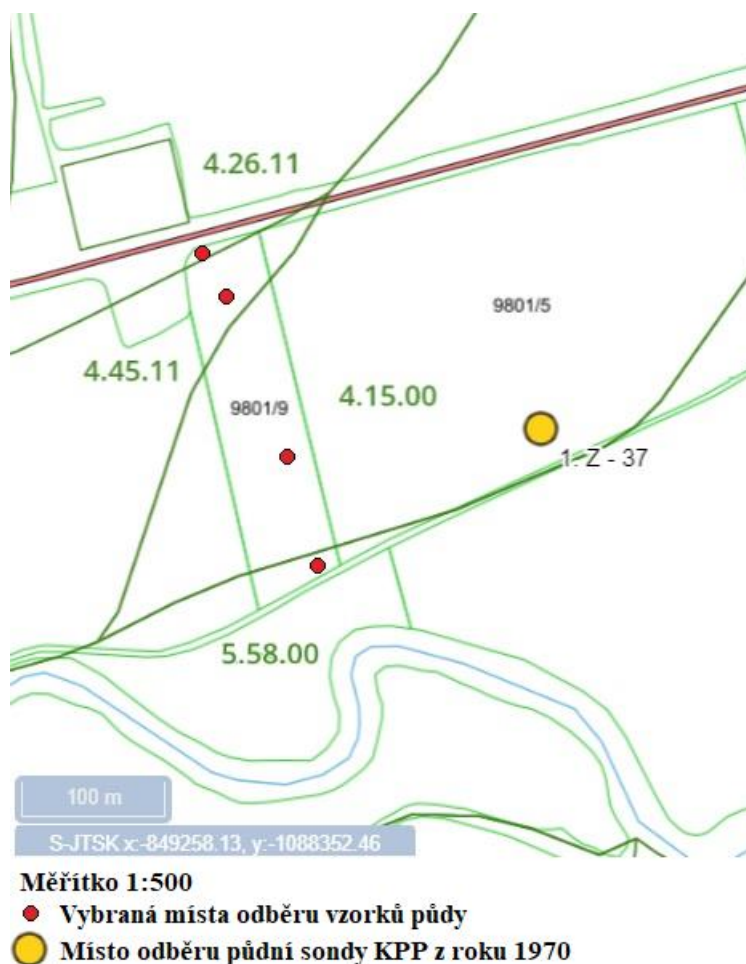 4.26.11
9801/5
4.45.11
9801/9
4.15.00
1. Z - 37
5.58.00
100 m
S-JTSK x:-849258.13, y:-1088352.46
Měřítko 1:500
Vybraná místa odběru vzorků půdy
Místo odběru půdní sondy KPP z roku 1970